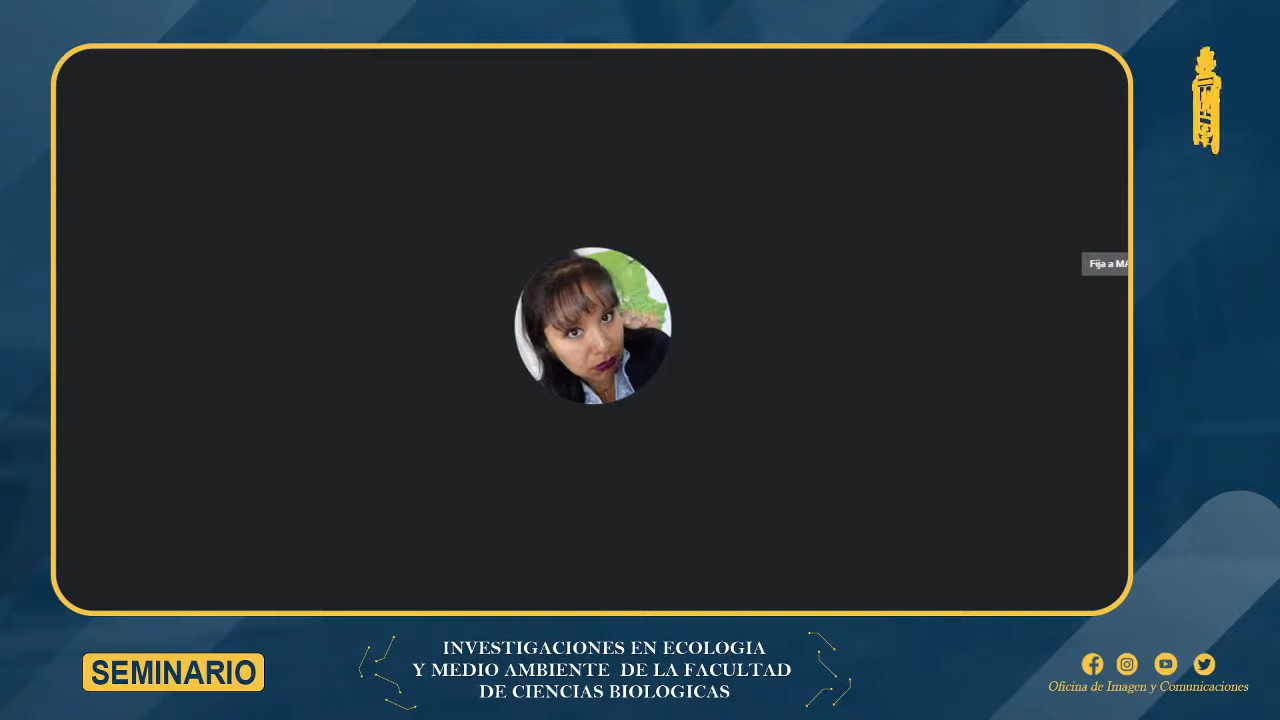 Fija a MA
SEMINARIO
INVESTIGACIONES EN ECOLOGIA
Y MEDIO AMBIENTE DE LA FACULTAD
DE CIENCIAS BIOLOGICAS
Oficina de Imagen y Comunicaciones